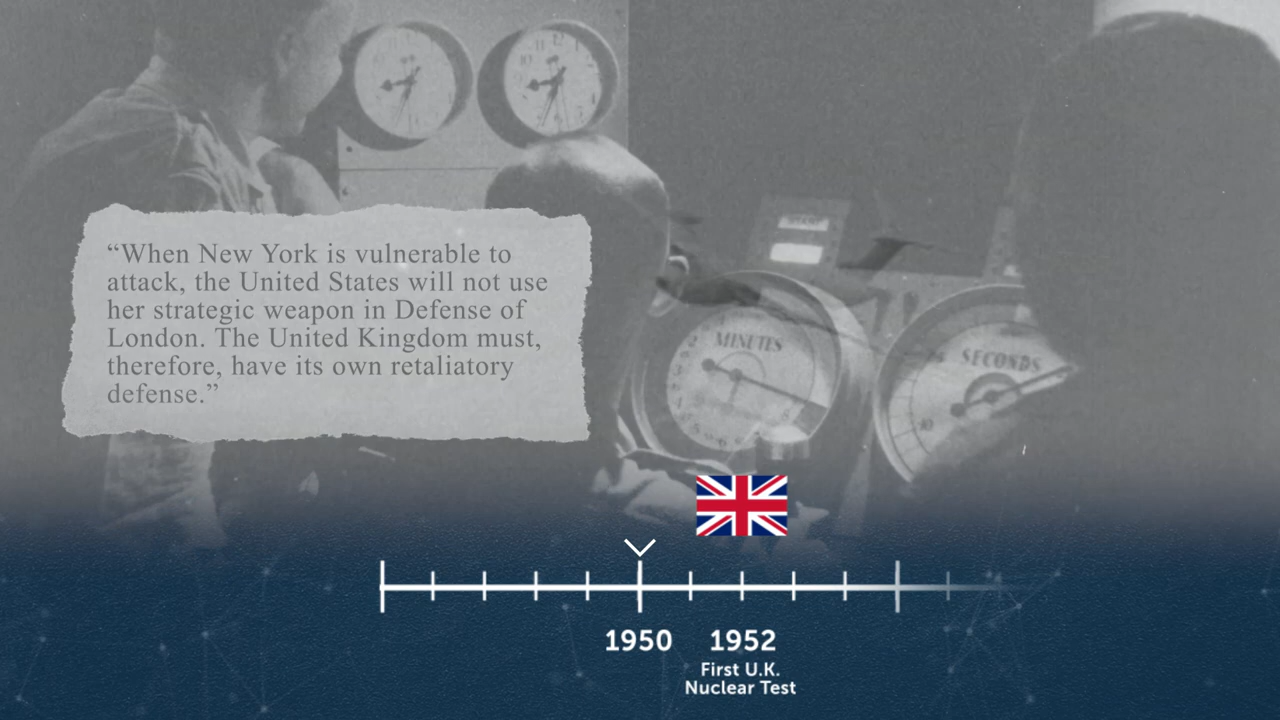 “When New York is vulnerable to
attack, the United States will not use
her strategic weapon in Defense of
London. The United Kingdom must,
therefore, have its own retaliatory
defense.”
MINUTES
SECONDS
1950
1952
First U.K.
Nuclear Test